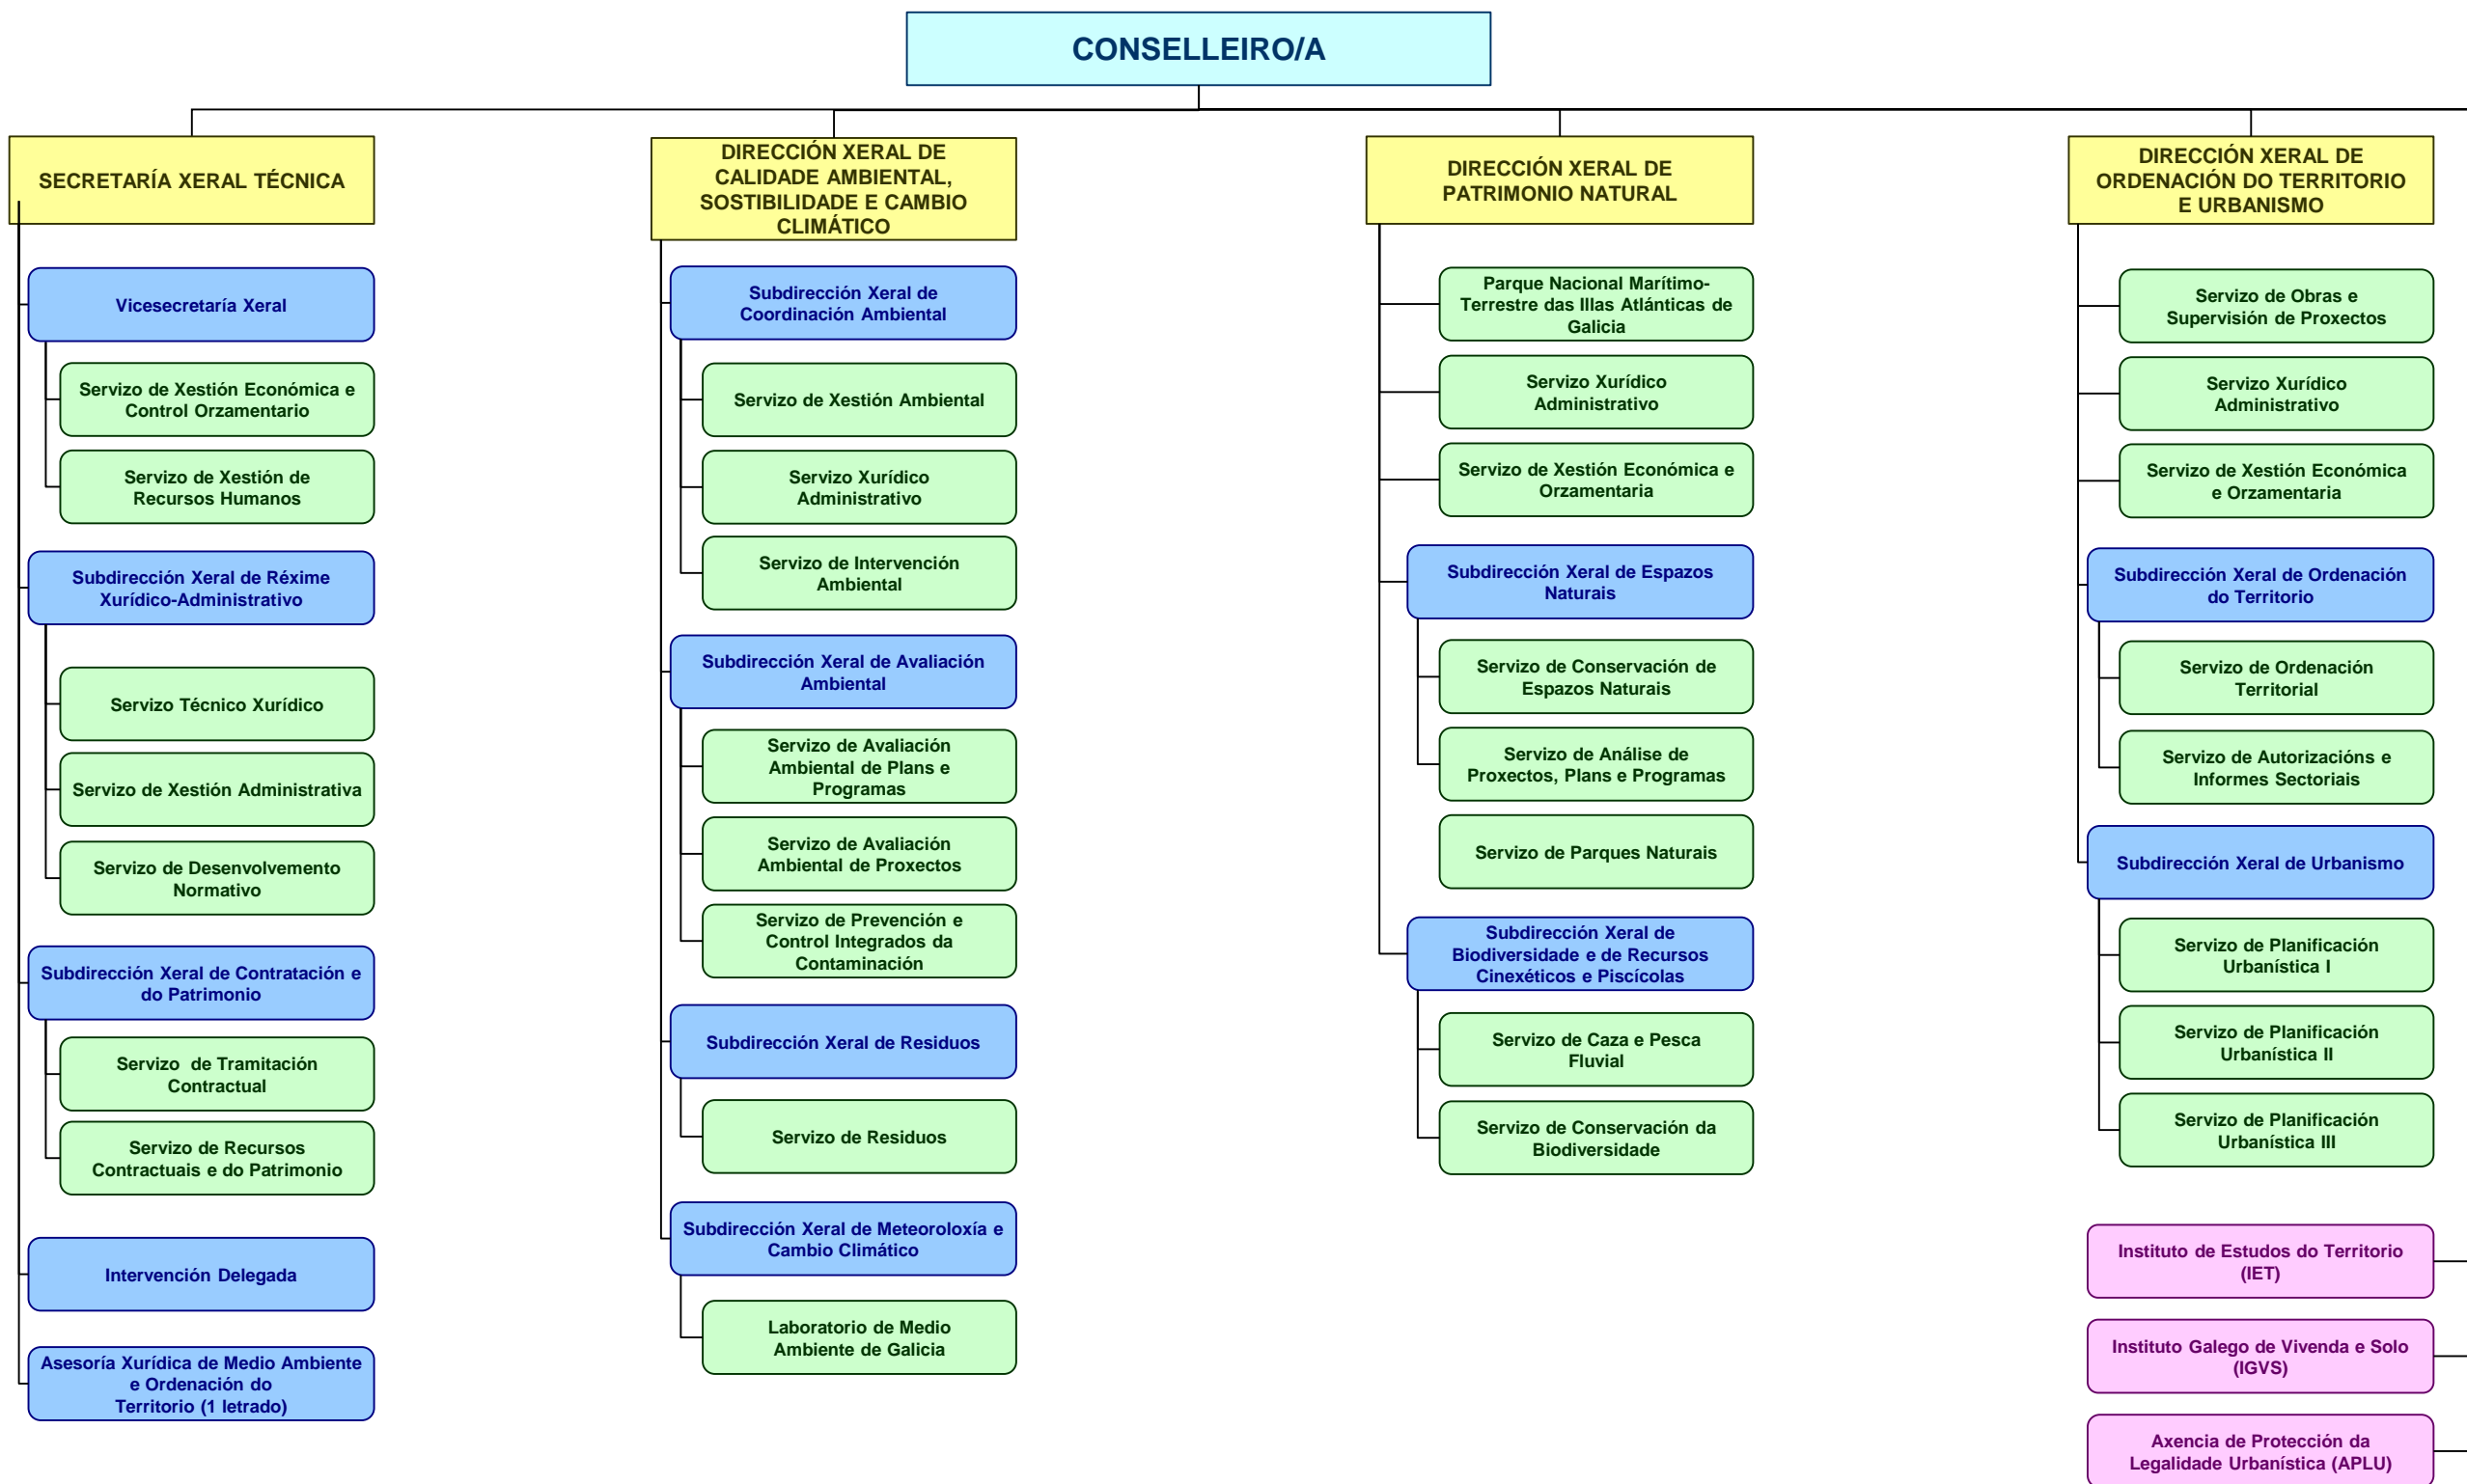 CONSELLEIRO/A
SECRETARÍA XERAL TÉCNICA
Vicesecretaría Xeral
Servizo de Xestión Económica e
Control Orzamentario
Servizo de Xestión de
Recursos Humanos
Subdirección Xeral de Réxime
Xurídico-Administrativo
Servizo Técnico Xurídico
Servizo de Xestión Administrativa
Servizo de Desenvolvemento
Normativo
Subdirección Xeral de Contratación e
do Patrimonio
Servizo de Tramitación
Contractual
Servizo de Recursos
Contractuais e do Patrimonio
Intervención Delegada
Asesoría Xurídica de Medio Ambiente
e Ordenación do
Territorio (1 letrado)
DIRECCIÓN XERAL DE
CALIDADE AMBIENTAL,
SOSTIBILIDADE E CAMBIO
CLIMÁTICO
Subdirección Xeral de
Coordinación Ambiental
Servizo de Xestión Ambiental
Servizo Xurídico
Administrativo
Servizo de Intervención
Ambiental
Subdirección Xeral de Avaliación
Ambiental
Servizo de Avaliación
Ambiental de Plans e
Programas
Servizo de Avaliación
Ambiental de Proxectos
Servizo de Prevención e
Control Integrados da
Contaminación
Subdirección Xeral de Residuos
Servizo de Residuos
Subdirección Xeral de Meteoroloxía e
Cambio Climático
Laboratorio de Medio
Ambiente de Galicia
DIRECCIÓN XERAL DE
PATRIMONIO NATURAL
Parque Nacional Marítimo-
Terrestre das Illas Atlánticas de
Galicia
Servizo Xurídico
Administrativo
Servizo de Xestión Económica e
Orzamentaria
Subdirección Xeral de Espazos
Naturais
Servizo de Conservación de
Espazos Naturais
Servizo de Análise de
Proxectos, Plans e Programas
Servizo de Parques Naturais
Subdirección Xeral de
Biodiversidade e de Recursos
Cinexéticos e Piscícolas
Servizo de Caza e Pesca
Fluvial
Servizo de Conservación da
Biodiversidade
DIRECCIÓN XERAL DE
ORDENACIÓN DO TERRITORIO
E URBANISMO
Servizo de Obras e
Supervisión de Proxectos
Servizo Xurídico
Administrativo
Servizo de Xestión Económica
e Orzamentaria
Subdirección Xeral de Ordenación
do Territorio
Servizo de Ordenación
Territorial
Servizo de Autorizacións e
Informes Sectoriais
Subdirección Xeral de Urbanismo
Servizo de Planificación
Urbanística I
Servizo de Planificación
Urbanística II
Servizo de Planificación
Urbanística III
Instituto de Estudos do Territorio
(IET)
Instituto Galego de Vivenda e Solo
(IGVS)
Axencia de Protección da
Legalidade Urbanística (APLU)